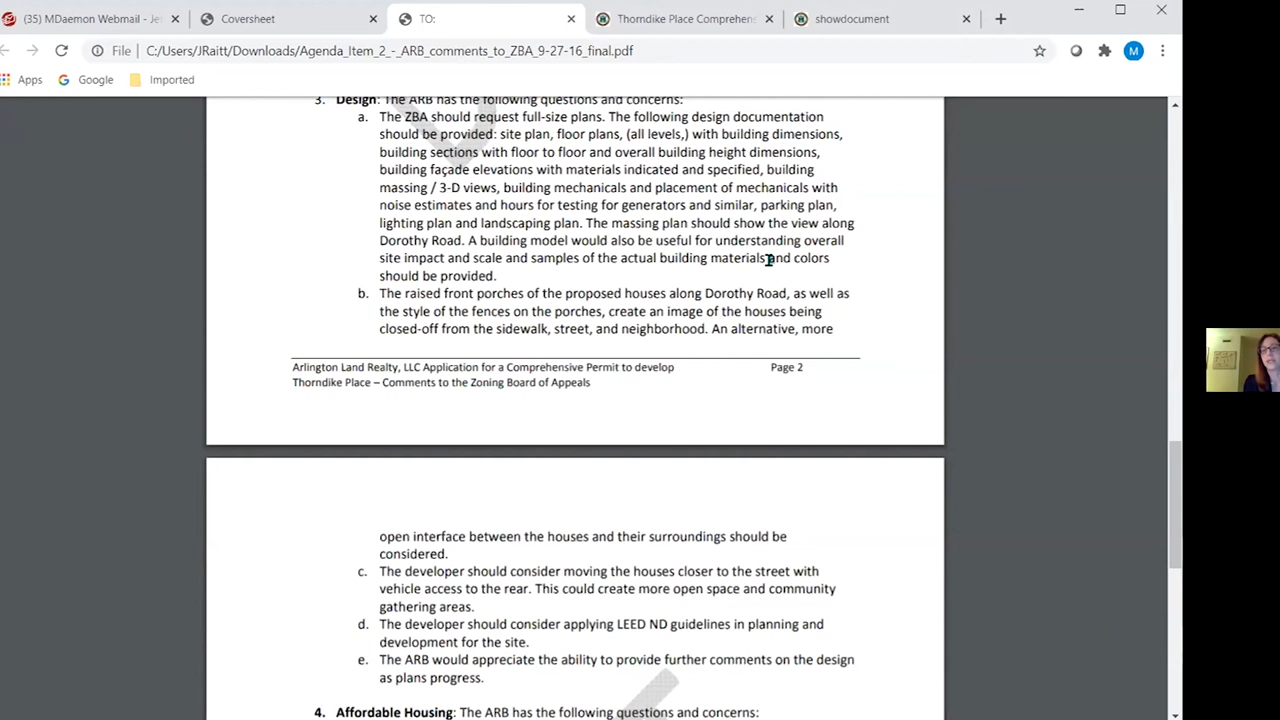 (35) MDaemon Webmail - Je
Coversheet
TO:
Thorndike Place Comprehen
showdocument
File
C:/Users/JRaitt/Downloads/Agenda_Item_2_-_ARB_comments_to_ZBA_9-27-16_final.pdf
M
Apps
Google
Imported
3. Design: The ARB has the following questions and concerns:
a. The ZBA should request full-size plans. The following design documentation
should be provided: site plan, floor plans, (all levels,) with building dimensions,
building sections with floor to floor and overall building height dimensions,
building façade elevations with materials indicated and specified, building
massing / 3-D views, building mechanicals and placement of mechanicals with
noise estimates and hours for testing for generators and similar, parking plan,
lighting plan and landscaping plan. The massing plan should show the view along
Dorothy Road. A building model would also be useful for understanding overall
site impact and scale and samples of the actual building materials and colors
should be provided.
b. The raised front porches of the proposed houses along Dorothy Road, as well as
the style of the fences on the porches, create an image of the houses being
closed-off from the sidewalk, street, and neighborhood. An alternative, more
Arlington Land Realty, LLC Application for a Comprehensive Permit to develop
Thorndike Place – Comments to the Zoning Board of Appeals
Page 2
open interface between the houses and their surroundings should be
considered.
c. The developer should consider moving the houses closer to the street with
vehicle access to the rear. This could create more open space and community
gathering areas.
d. The developer should consider applying LEED ND guidelines in planning and
development for the site.
e. The ARB would appreciate the ability to provide further comments on the design
as plans progress.
4. Affordable Housing: The ARB has the following questions and concerns: